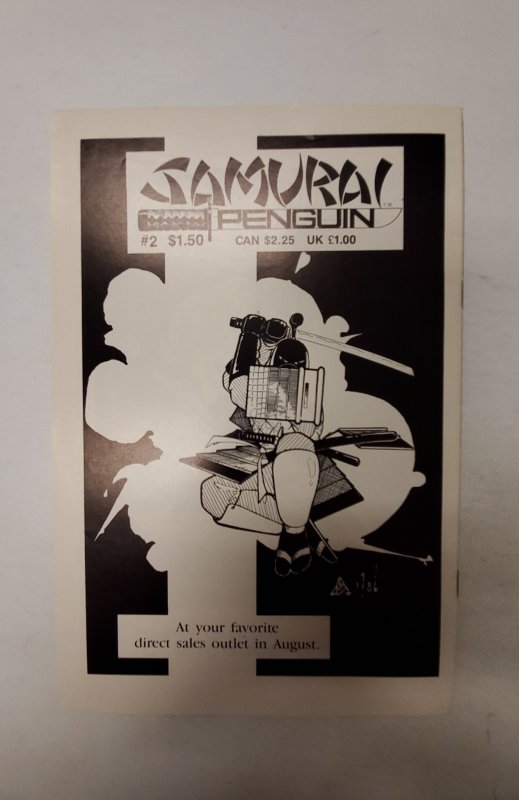 SAMURAI
PENGUIN
#2 $1.50 CAN $2.25 UK £1.00
1986
At your favorite
direct sales outlet in August.